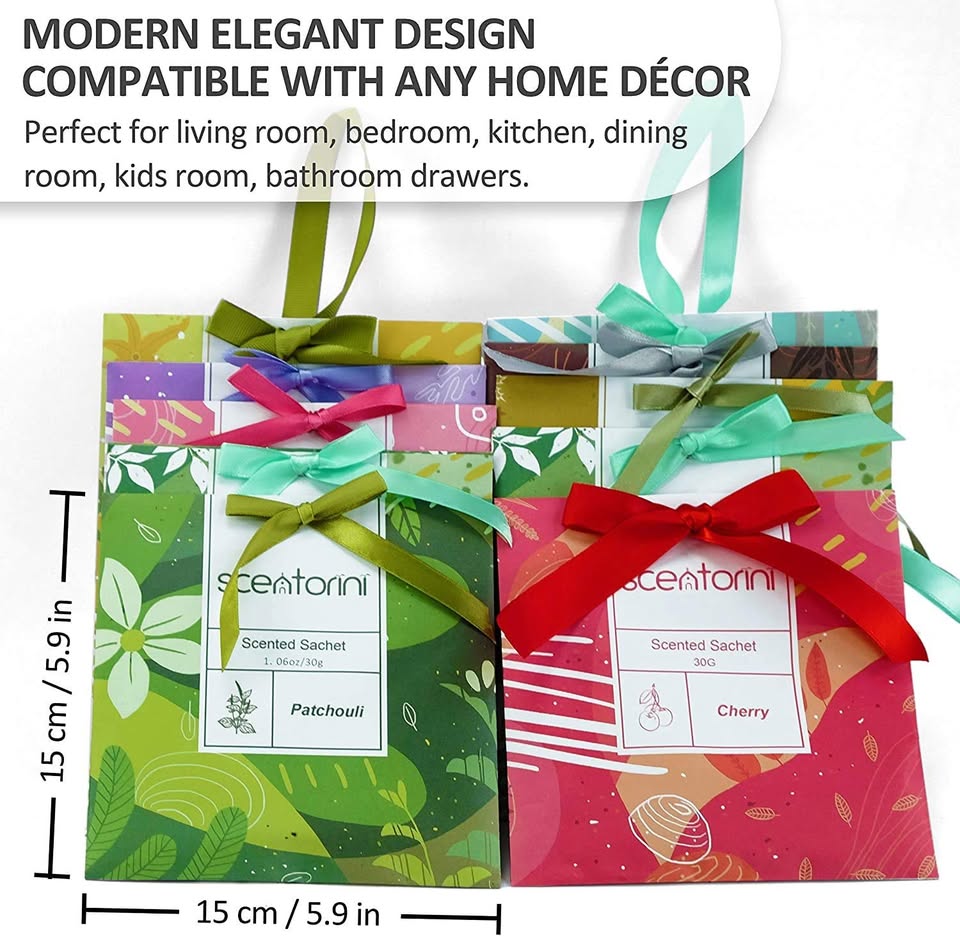 MODERN ELEGANT DESIGN
COMPATIBLE WITH ANY HOME DÉCOR
Perfect for living room, bedroom, kitchen, dining
room, kids room, bathroom drawers.
scentorini
Scented Sachet
1. 06oz/30g
Patchouli
scentorini
Scented Sachet
30G
Cherry
15 cm / 5.9 in
15 cm / 5.9 in